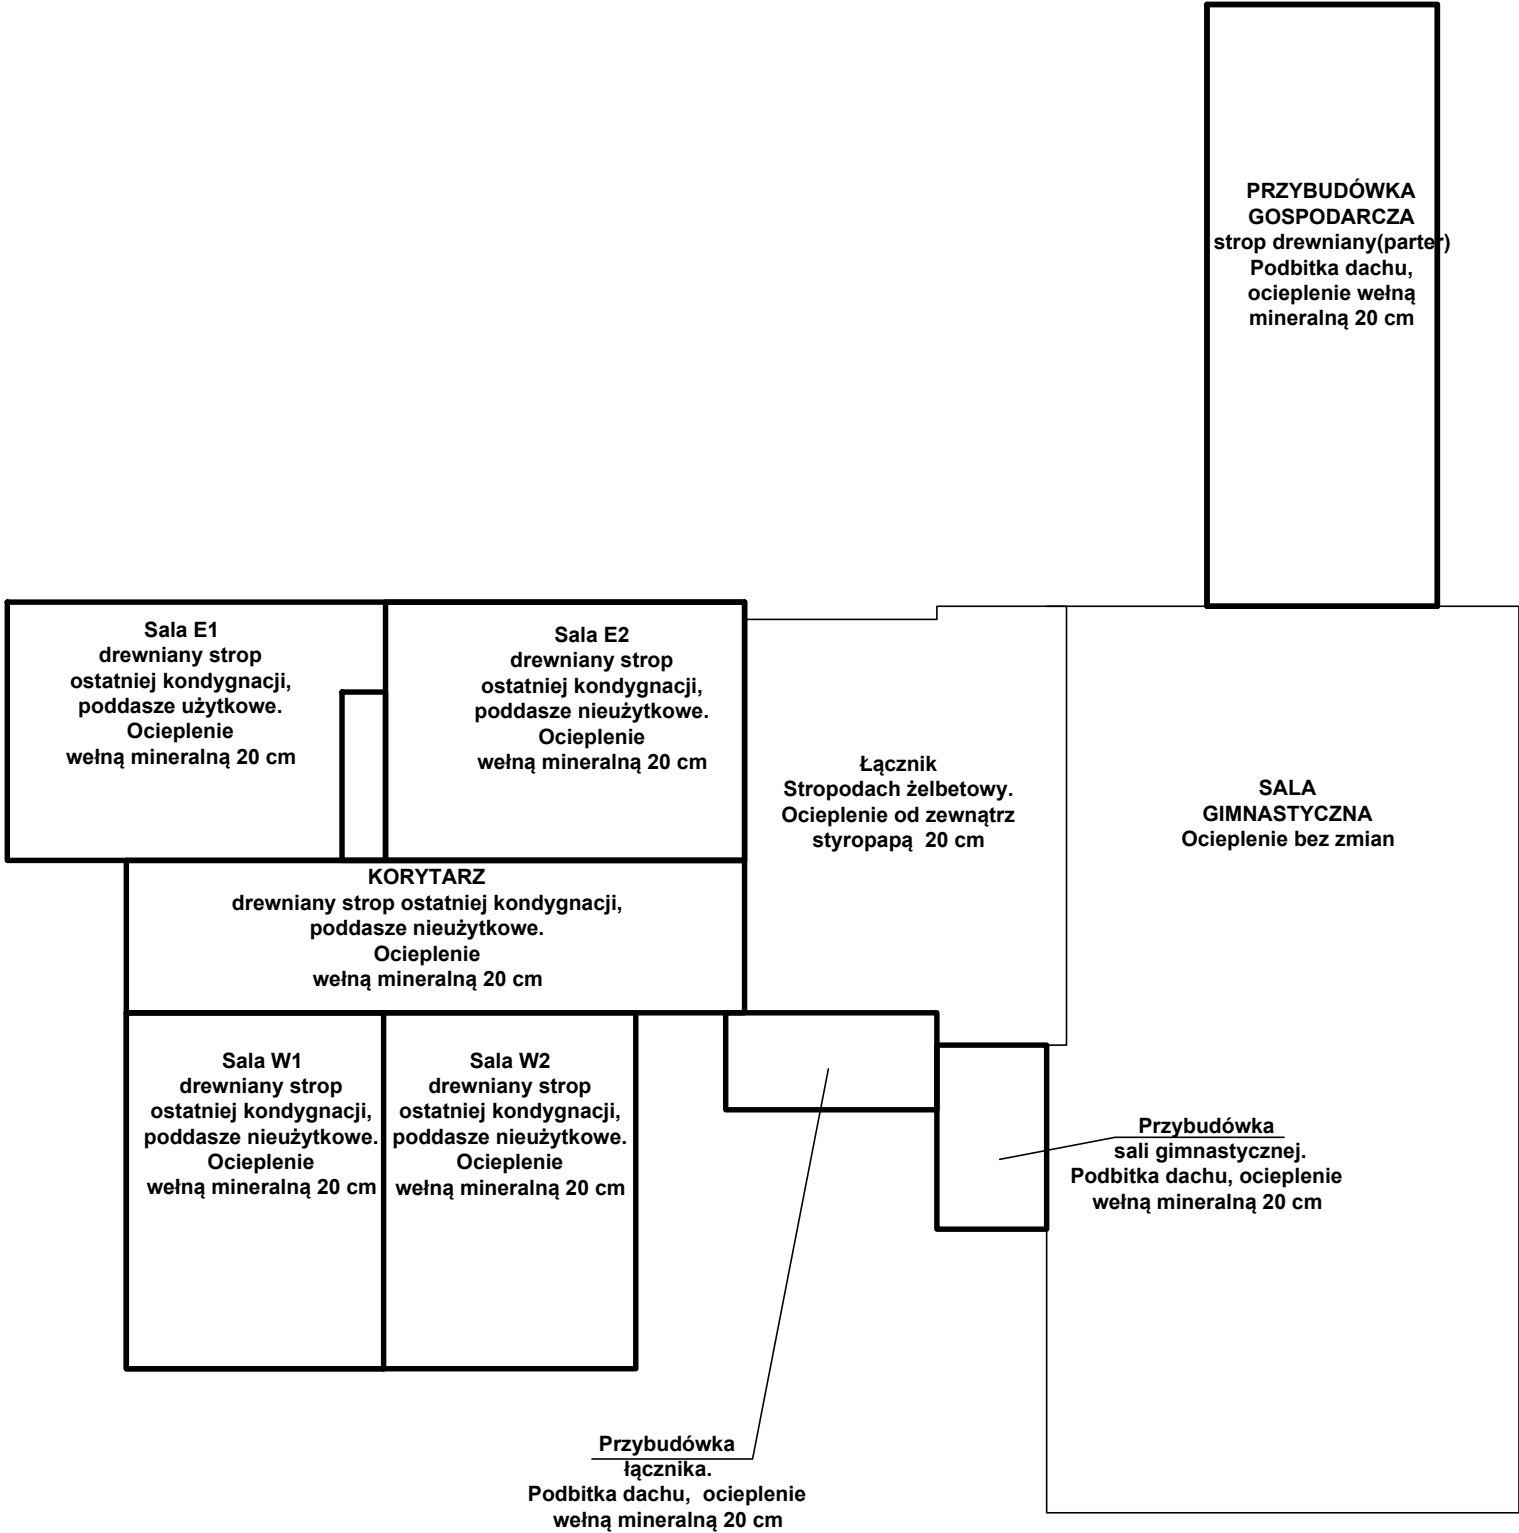 PRZYBUDÓWKA
GOSPODARCZA
strop drewniany(parter)
Podbitka dachu,
ocieplenie wełną
mineralną 20 cm
Sala E1
drewniany strop
ostatniej kondygnacji,
poddasze użytkowe.
Ocieplenie
wełną mineralną 20 cm
Sala E2
drewniany strop
ostatniej kondygnacji,
poddasze nieużytkowe.
Ocieplenie
wełną mineralną 20 cm
Łącznik
Stropodach żelbetowy.
Ocieplenie od zewnątrz
styropapą 20 cm
SALA
GIMNASTYCZNA
Ocieplenie bez zmian
KORYTARZ
drewniany strop ostatniej kondygnacji,
poddasze nieużytkowe.
Ocieplenie
wełną mineralną 20 cm
Sala W1
drewniany strop
ostatniej kondygnacji,
poddasze nieużytkowe.
Ocieplenie
wełną mineralną 20 cm
Sala W2
drewniany strop
ostatniej kondygnacji,
poddasze nieużytkowe.
Ocieplenie
wełną mineralną 20 cm
Przybudówka
sali gimnastycznej.
Podbitka dachu, ocieplenie
wełną mineralną 20 cm
Przybudówka
łącznika.
Podbitka dachu, ocieplenie
wełną mineralną 20 cm